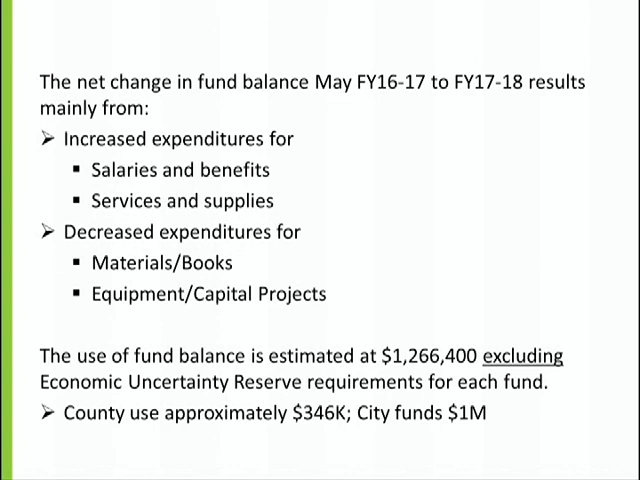 The net change in fund balance May FY16-17 to FY17-18 results
mainly from:
➢ Increased expenditures for
▪ Salaries and benefits
▪ Services and supplies
➢ Decreased expenditures for
▪ Materials/Books
▪ Equipment/Capital Projects
The use of fund balance is estimated at $1,266,400 excluding
Economic Uncertainty Reserve requirements for each fund.
➢ County use approximately $346K; City funds $1M